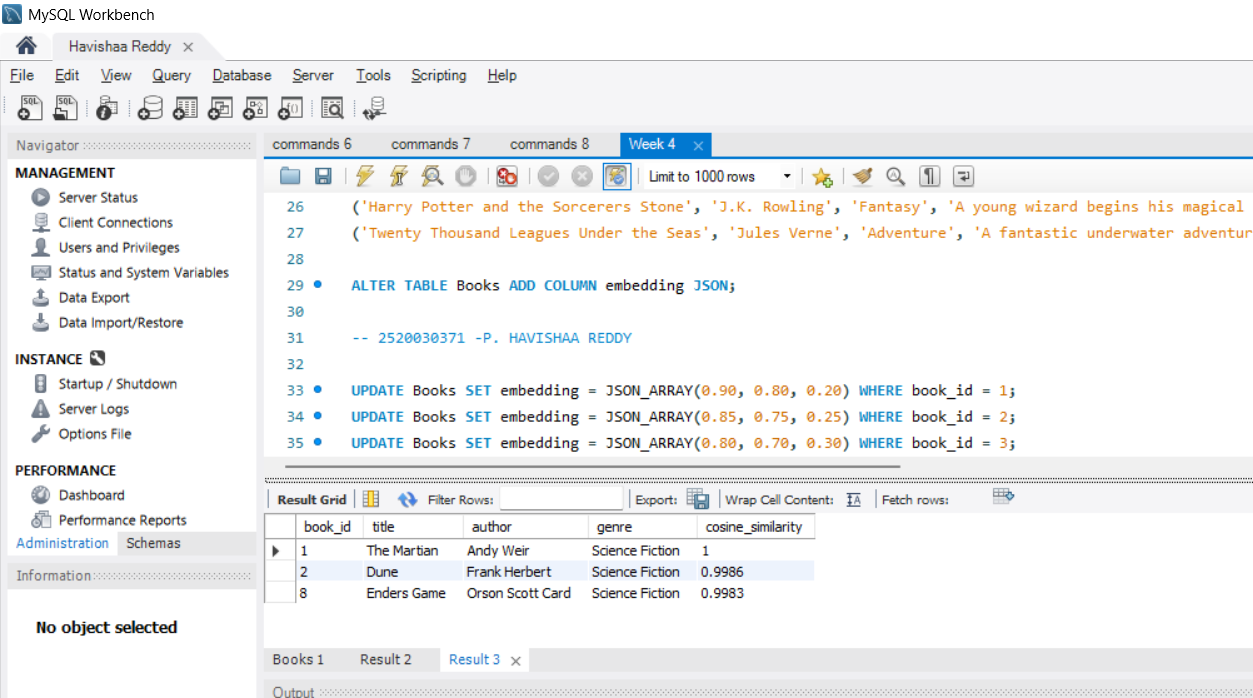 MySQL Workbench
Havishaa Reddy
File Edit View Query Database Server Tools Scripting Help
Navigator
MANAGEMENT
Server Status
Client Connections
Users and Privileges
Status and System Variables
Data Export
Data Import/Restore
INSTANCE
Startup / Shutdown
Server Logs
Options File
PERFORMANCE
Dashboard
Performance Reports
Administration Schemas
Information
No object selected
commands 6 commands 7 commands 8 Week 4
Limit to 1000 rows
26 ('Harry Potter and the Sorcerers Stone', 'J.K. Rowling', 'Fantasy', 'A young wizard begins his magical
27 ('Twenty Thousand Leagues Under the Seas', 'Jules Verne', 'Adventure', 'A fantastic underwater adventur
28
29 ALTER TABLE Books ADD COLUMN embedding JSON;
30
31 -- 2520030371 -P. HAVISHAA REDDY
32
33 UPDATE Books SET embedding = JSON_ARRAY(0.90, 0.80, 0.20) WHERE book_id = 1;
34 UPDATE Books SET embedding = JSON_ARRAY(0.85, 0.75, 0.25) WHERE book_id = 2;
35 UPDATE Books SET embedding = JSON_ARRAY(0.80, 0.70, 0.30) WHERE book_id = 3;
Result Grid Filter Rows: Export: Wrap Cell Content: Fetch rows:
book_id title author genre cosine_similarity
1 The Martian Andy Weir Science Fiction 1
2 Dune Frank Herbert Science Fiction 0.9986
8 Enders Game Orson Scott Card Science Fiction 0.9983
Books 1 Result 2 Result 3
Output